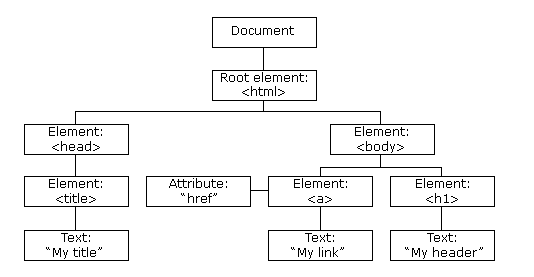 Document
Root element:
<html>
Element:
<head>
Element:
<body>
Element:
<title>
Attribute:
“href”
Element:
<a>
Element:
<h1>
Text:
“My title”
Text:
“My link”
Text:
“My header”